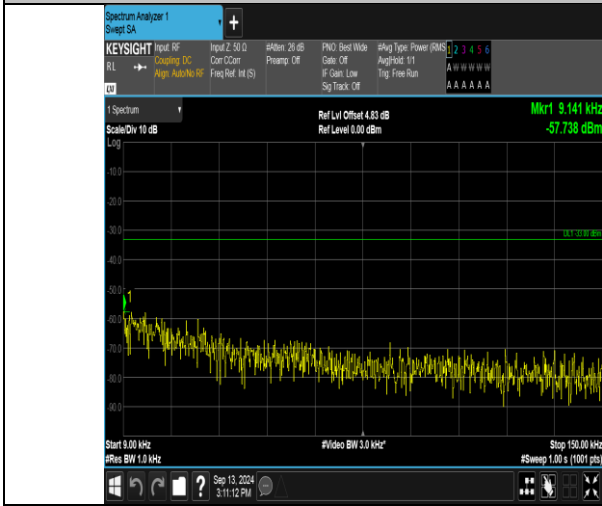 Spectrum Analyzer 1
Swept SA
+
KEYSIGHT
RL
Input: RF
Coupling: DC
Align: Auto/No RF
Input Z: 50 Ω
Corr CCorr
Freq Ref: Int (S)
#Atten: 26 dB
Preamp: Off
PNO: Best Wide
Gate: Off
IF Gain: Low
Sig Track: Off
#Avg Type: Power (RMS
Avg|Hold: 1/1
Trig: Free Run
1 2 3 4 5 6
A W W W W W
A A A A A A
1 Spectrum
Scale/Div 10 dB
Log
Ref Lvl Offset 4.83 dB
Ref Level 0.00 dBm
Mkr1 9.141 kHz
-57.738 dBm
-10.0
-20.0
-30.0
DL1 -33.00 dBm
-40.0
-50.0
1
-60.0
-70.0
-80.0
-90.0
Start 9.00 kHz
#Res BW 1.0 kHz
#Video BW 3.0 kHz*
Stop 150.00 kHz
#Sweep 1.00 s (1001 pts)
?
Sep 13, 2024
3:11:12 PM